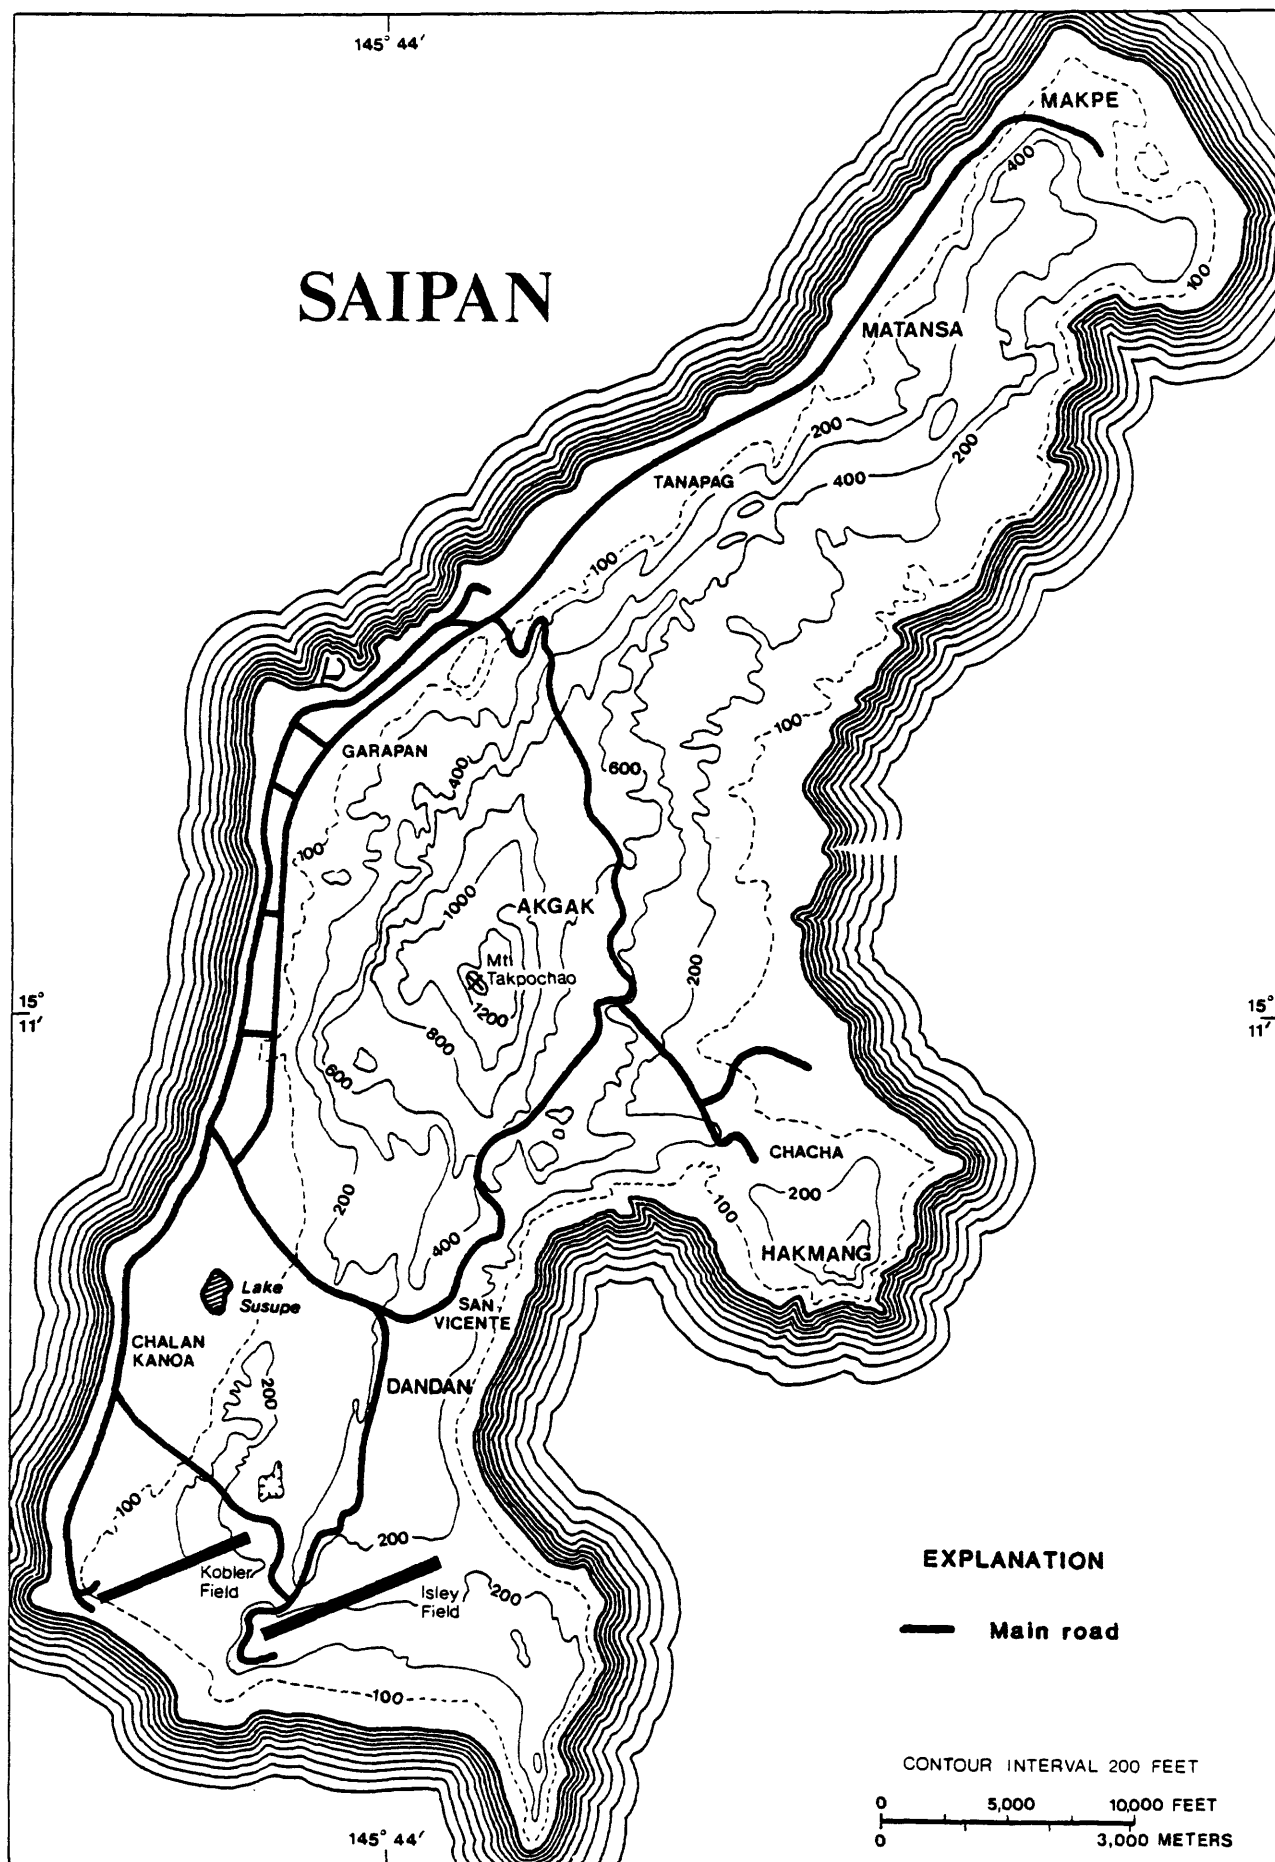 145° 44′
MAKPE
400
SAIPAN
100
MATANSA
200
200
TANAPAG
400
100
100
GARAPAN
400
600
100
1000
AKGAK
Mt.
Takpochao
200
15°
11′
15°
11′
1200
800
600
CHACHA
200
200
100
400
HAKMANG
Lake
Susupe
SAN
VICENTE
CHALAN
KANOA
DANDAN
200
100
200
EXPLANATION
Kobler
Field
Isley
Field
200
Main road
100
CONTOUR INTERVAL 200 FEET
0 5,000 10,000 FEET
0 3,000 METERS
145° 44′